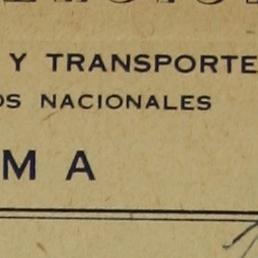 Y TRANSPORTE
OS NACIONALES
M A